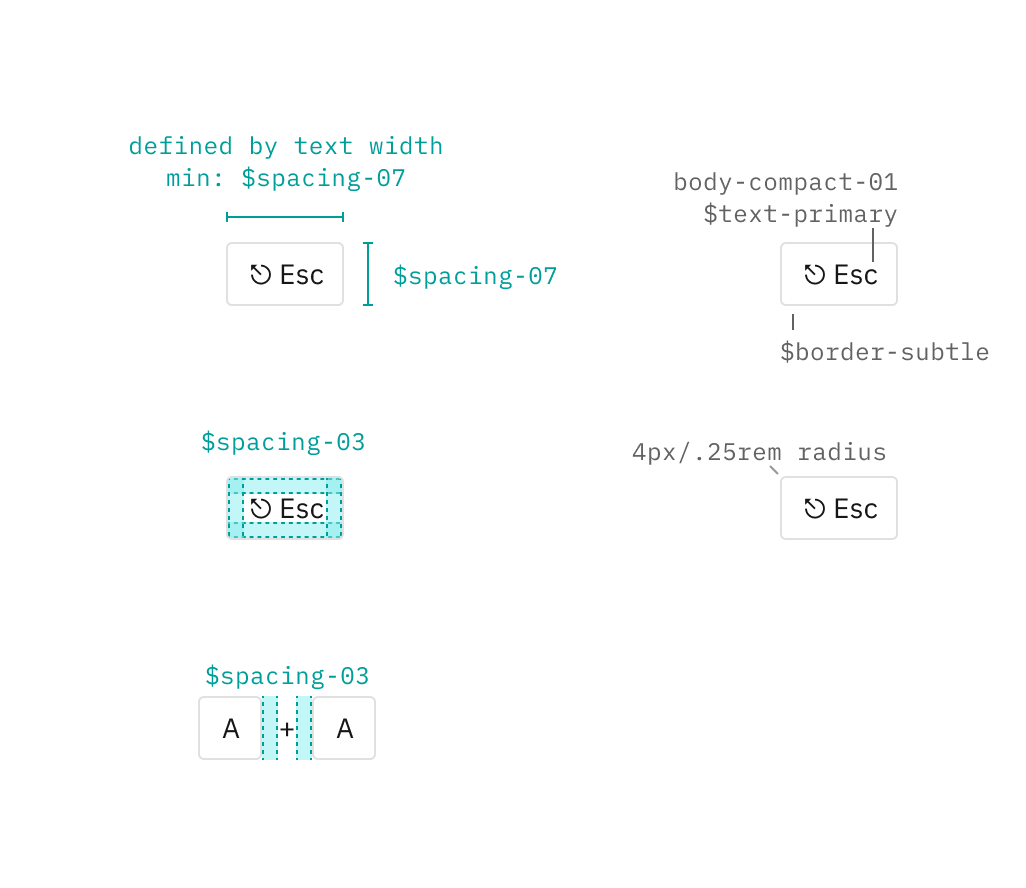 defined by text width
min: $spacing-07
Esc
$spacing-07
body-compact-01
$text-primary
Esc
$border-subtle
$spacing-03
Esc
4px/.25rem radius
Esc
$spacing-03
A + A